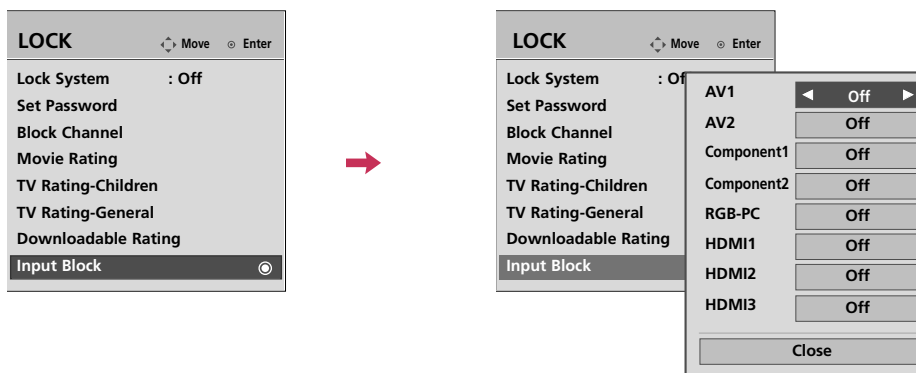 LOCK Move Enter
Lock System : Off
Set Password
Block Channel
Movie Rating
TV Rating-Children
TV Rating-General
Downloadable Rating
Input Block
LOCK Move Enter
Lock System : Of
Set Password
Block Channel
Movie Rating
TV Rating-Children
TV Rating-General
Downloadable Rating
Input Block
AV1 ◀ Off ▶
AV2 Off
Component1 Off
Component2 Off
RGB-PC Off
HDMI1 Off
HDMI2 Off
HDMI3 Off
Close